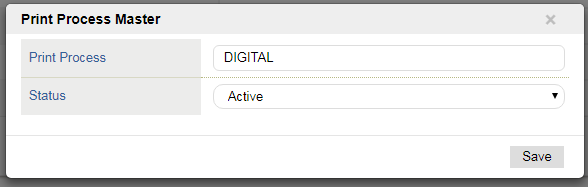 Print Process Master ×
Print Process DIGITAL
Status Active
Save